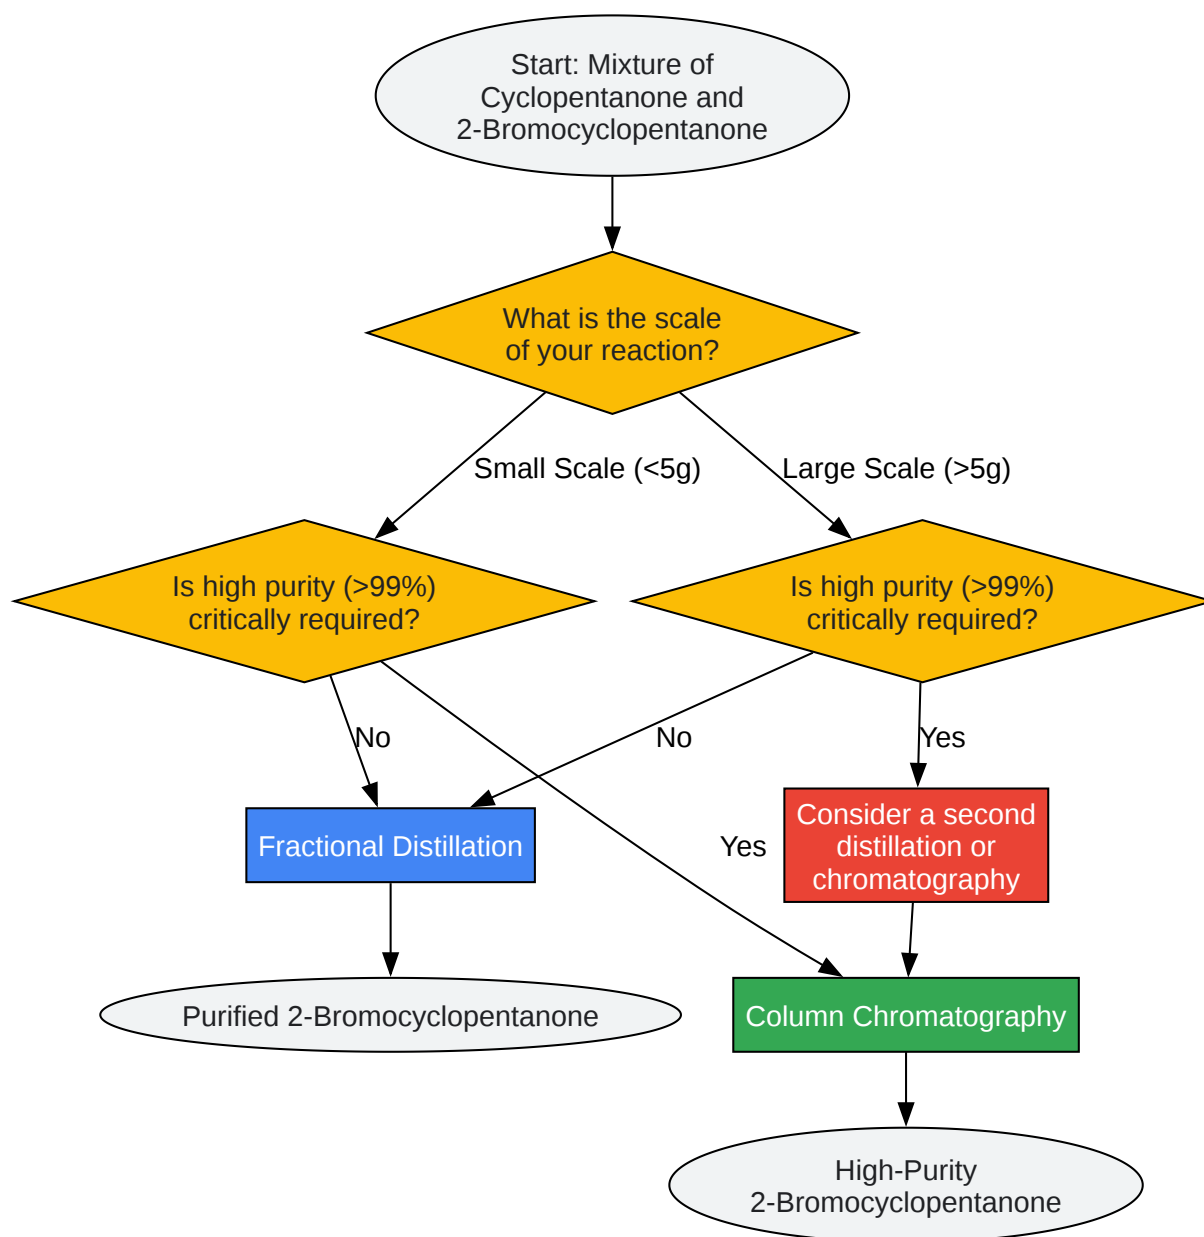 Start: Mixture of
Cyclopentanone and
2-Bromocyclopentanone
What is the scale
of your reaction?
Small Scale (<5g)
Large Scale (>5g)
Is high purity (>99%)
critically required?
Is high purity (>99%)
critically required?
No
No
Yes
Fractional Distillation
Yes
Consider a second
distillation or
chromatography
Purified 2-Bromocyclopentanone
Column Chromatography
High-Purity
2-Bromocyclopentanone